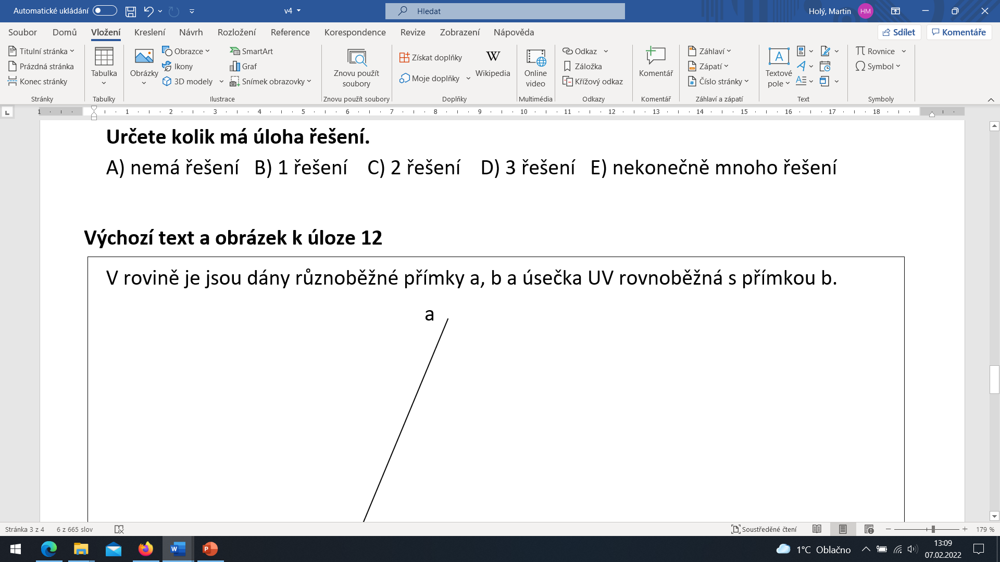 Automatické ukládání
v4
Hledat
Holý, Martin
HM
Soubor Domů Vložení Kreslení Návrh Rozložení Reference Korespondence Revize Zobrazení Nápověda
Sdílet
Komentáře
Titulní stránka
Prázdná stránka
Konec stránky
Stránky
Tabulka
Tabulky
Obrázky
Obrazce
Ikony
3D modely
SmartArt
Graf
Snímek obrazovky
Ilustrace
Znovu použít
soubory
Znovu použít soubory
Získat doplňky
Moje doplňky
W
Wikipedia
Doplňky
Online
video
Multimédia
Odkaz
Záložka
Křížový odkaz
Odkazy
Komentář
Komentář
Záhlaví
Zápatí
Číslo stránky
Záhlaví a zápatí
Textové
pole
Text
Rovnice
Symbol
Symboly
1 1 2 3 4 5 6 7 8 9 10 11 12 13 14 15 16 17 18
Určete kolik má úloha řešení.
A) nemá řešení B) 1 řešení C) 2 řešení D) 3 řešení E) nekonečně mnoho řešení
Výchozí text a obrázek k úloze 12
V rovině je jsou dány různoběžné přímky a, b a úsečka UV rovnoběžná s přímkou b.
a
Stránka 3 z 4
6 z 665 slov
Soustředěné čtení
179 %
1°C Oblačno
13:09
07.02.2022